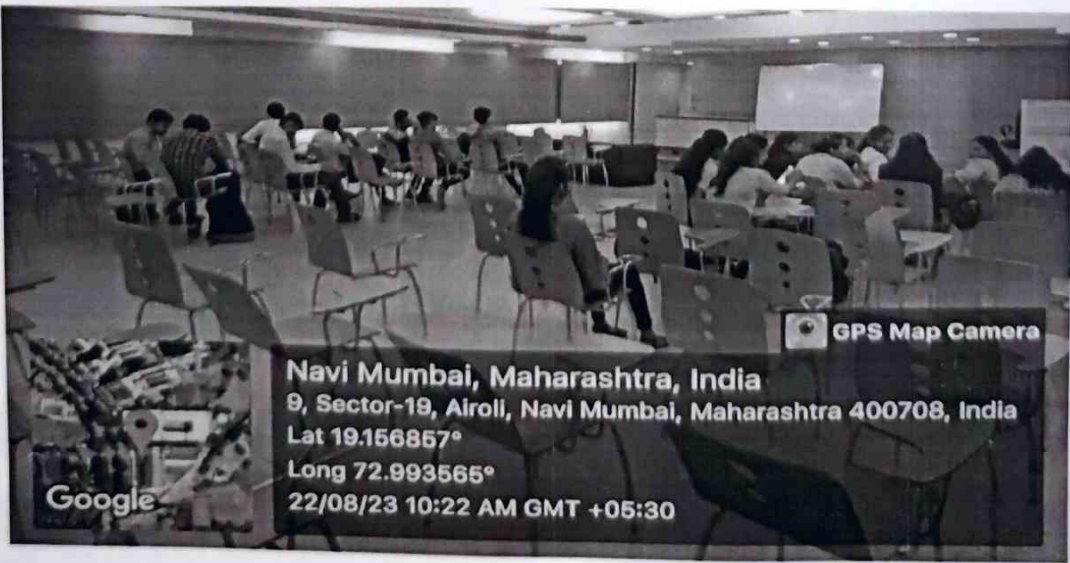 GPS Map Camera
Navi Mumbai, Maharashtra, India
9, Sector-19, Airoli, Navi Mumbai, Maharashtra 400708, India
Lat 19.156857°
Long 72.993565°
22/08/23 10:22 AM GMT +05:30
Google